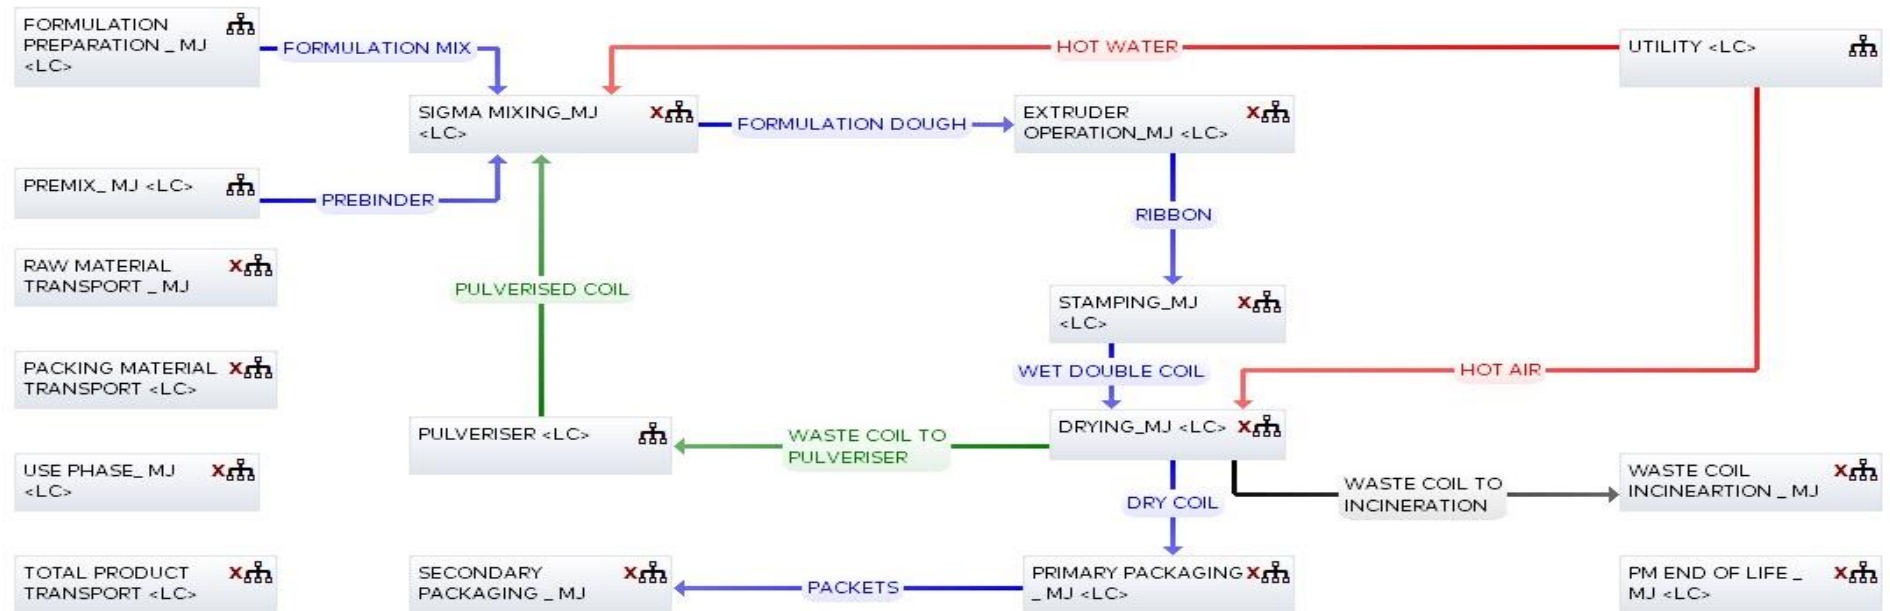 FORMULATION
PREPARATION _ MJ
<LC>
FORMULATION MIX
HOT WATER
UTILITY <LC>
SIGMA MIXING_MJ
<LC>
X
FORMULATION DOUGH
EXTRUDER
OPERATION_MJ <LC>
X
PREMIX_ MJ <LC>
PREBINDER
RIBBON
RAW MATERIAL
TRANSPORT _ MJ
X
PULVERISED COIL
STAMPING_MJ
<LC>
X
PACKING MATERIAL
TRANSPORT <LC>
X
WET DOUBLE COIL
HOT AIR
PULVERISER <LC>
WASTE COIL TO
PULVERISER
DRYING_MJ <LC>
X
USE PHASE_ MJ
<LC>
X
DRY COIL
WASTE COIL TO
INCINERATION
WASTE COIL
INCINEARTION _ MJ
X
TOTAL PRODUCT
TRANSPORT <LC>
X
SECONDARY
PACKAGING _ MJ
X
PACKETS
PRIMARY PACKAGING
_ MJ <LC>
X
PM END OF LIFE _
MJ <LC>
X